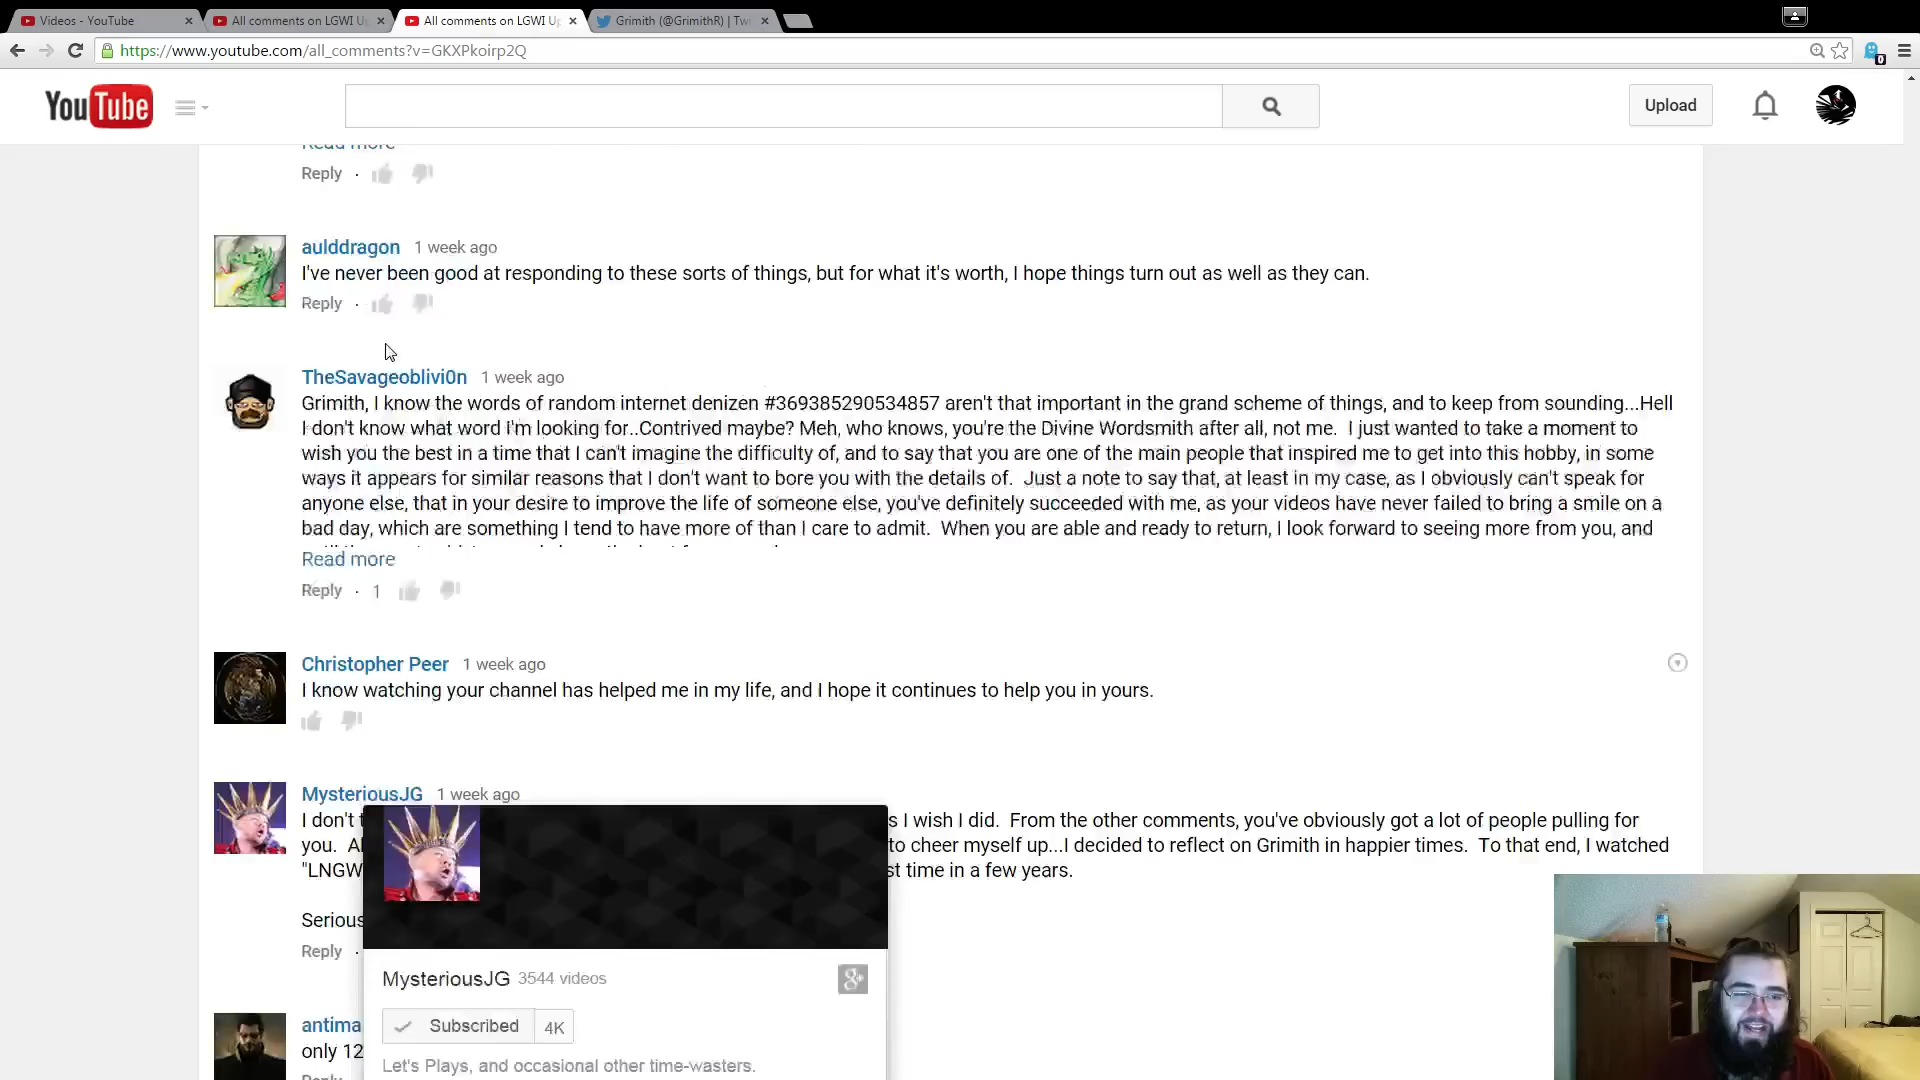 Videos - YouTube
All comments on LGWI U
All comments on LGWI U
Grimith (@GrimithR) | Tw
https://www.youtube.com/all_comments?v=GKXPkoirp2Q
0
YouTube
Upload
Read more
Reply ·
aulddragon 1 week ago
I've never been good at responding to these sorts of things, but for what it's worth, I hope things turn out as well as they can.
Reply ·
TheSavageoblivi0n 1 week ago
Grimith, I know the words of random internet denizen #369385290534857 aren't that important in the grand scheme of things, and to keep from sounding...Hell
I don't know what word I'm looking for..Contrived maybe? Meh, who knows, you're the Divine Wordsmith after all, not me. I just wanted to take a moment to
wish you the best in a time that I can't imagine the difficulty of, and to say that you are one of the main people that inspired me to get into this hobby, in some
ways it appears for similar reasons that I don't want to bore you with the details of. Just a note to say that, at least in my case, as I obviously can't speak for
anyone else, that in your desire to improve the life of someone else, you've definitely succeeded with me, as your videos have never failed to bring a smile on a
bad day, which are something I tend to have more of than I care to admit. When you are able and ready to return, I look forward to seeing more from you, and
Read more
Reply · 1
Christopher Peer 1 week ago
I know watching your channel has helped me in my life, and I hope it continues to help you in yours.
MysteriousJG 1 week ago
I don't t s I wish I did. From the other comments, you've obviously got a lot of people pulling for
you. Al to cheer myself up...I decided to reflect on Grimith in happier times. To that end, I watched
"LNGW st time in a few years.
Serious
Reply ·
MysteriousJG 3544 videos
g+
Subscribed 4K
Let's Plays, and occasional other time-wasters.
antima
only 12
Reply